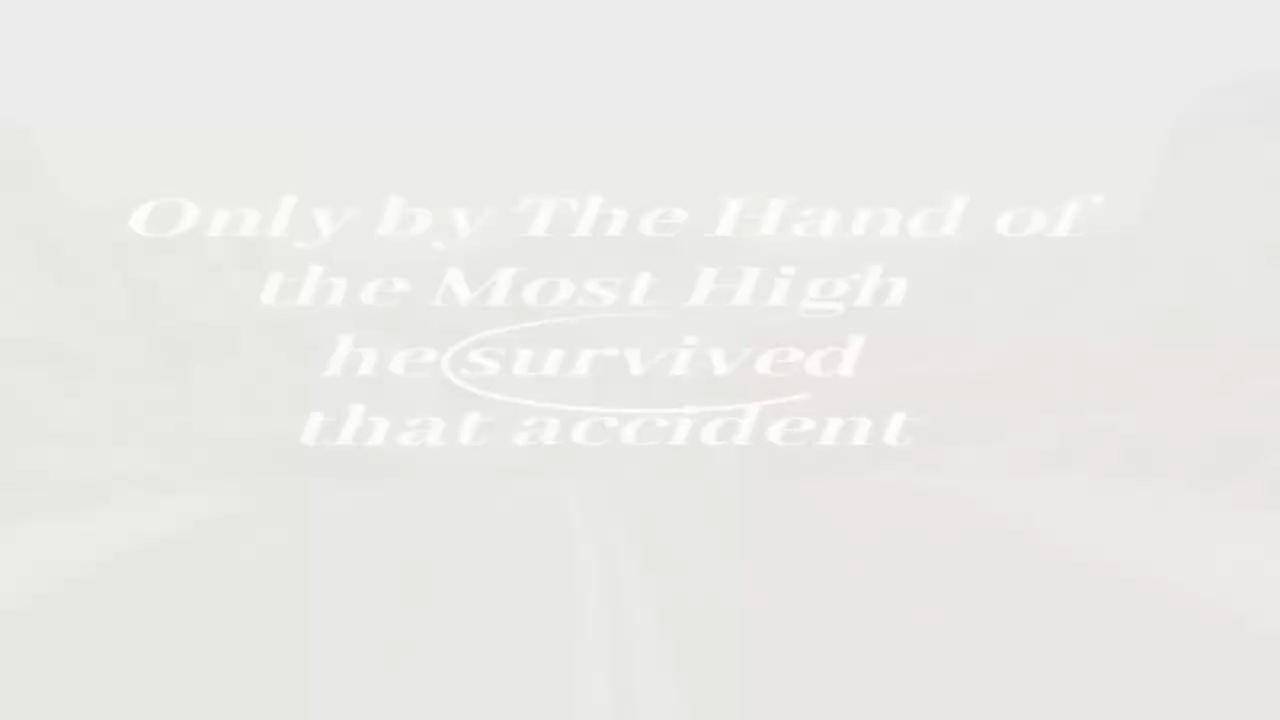 Only by The Hand of
the Most High
he survived
that accident